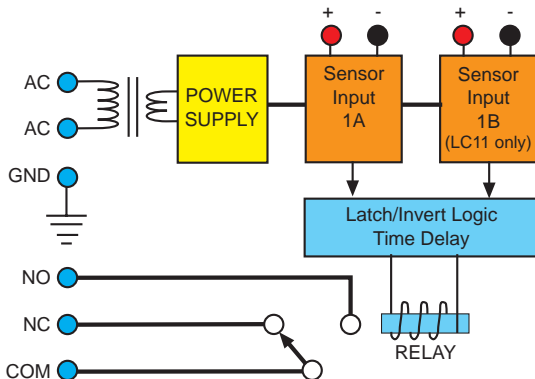 + - + -
AC
AC
GND
POWER
SUPPLY
Sensor
Input
1A
Sensor
Input
1B
(LC11 only)
Latch/Invert Logic
Time Delay
NO
NC
COM
RELAY